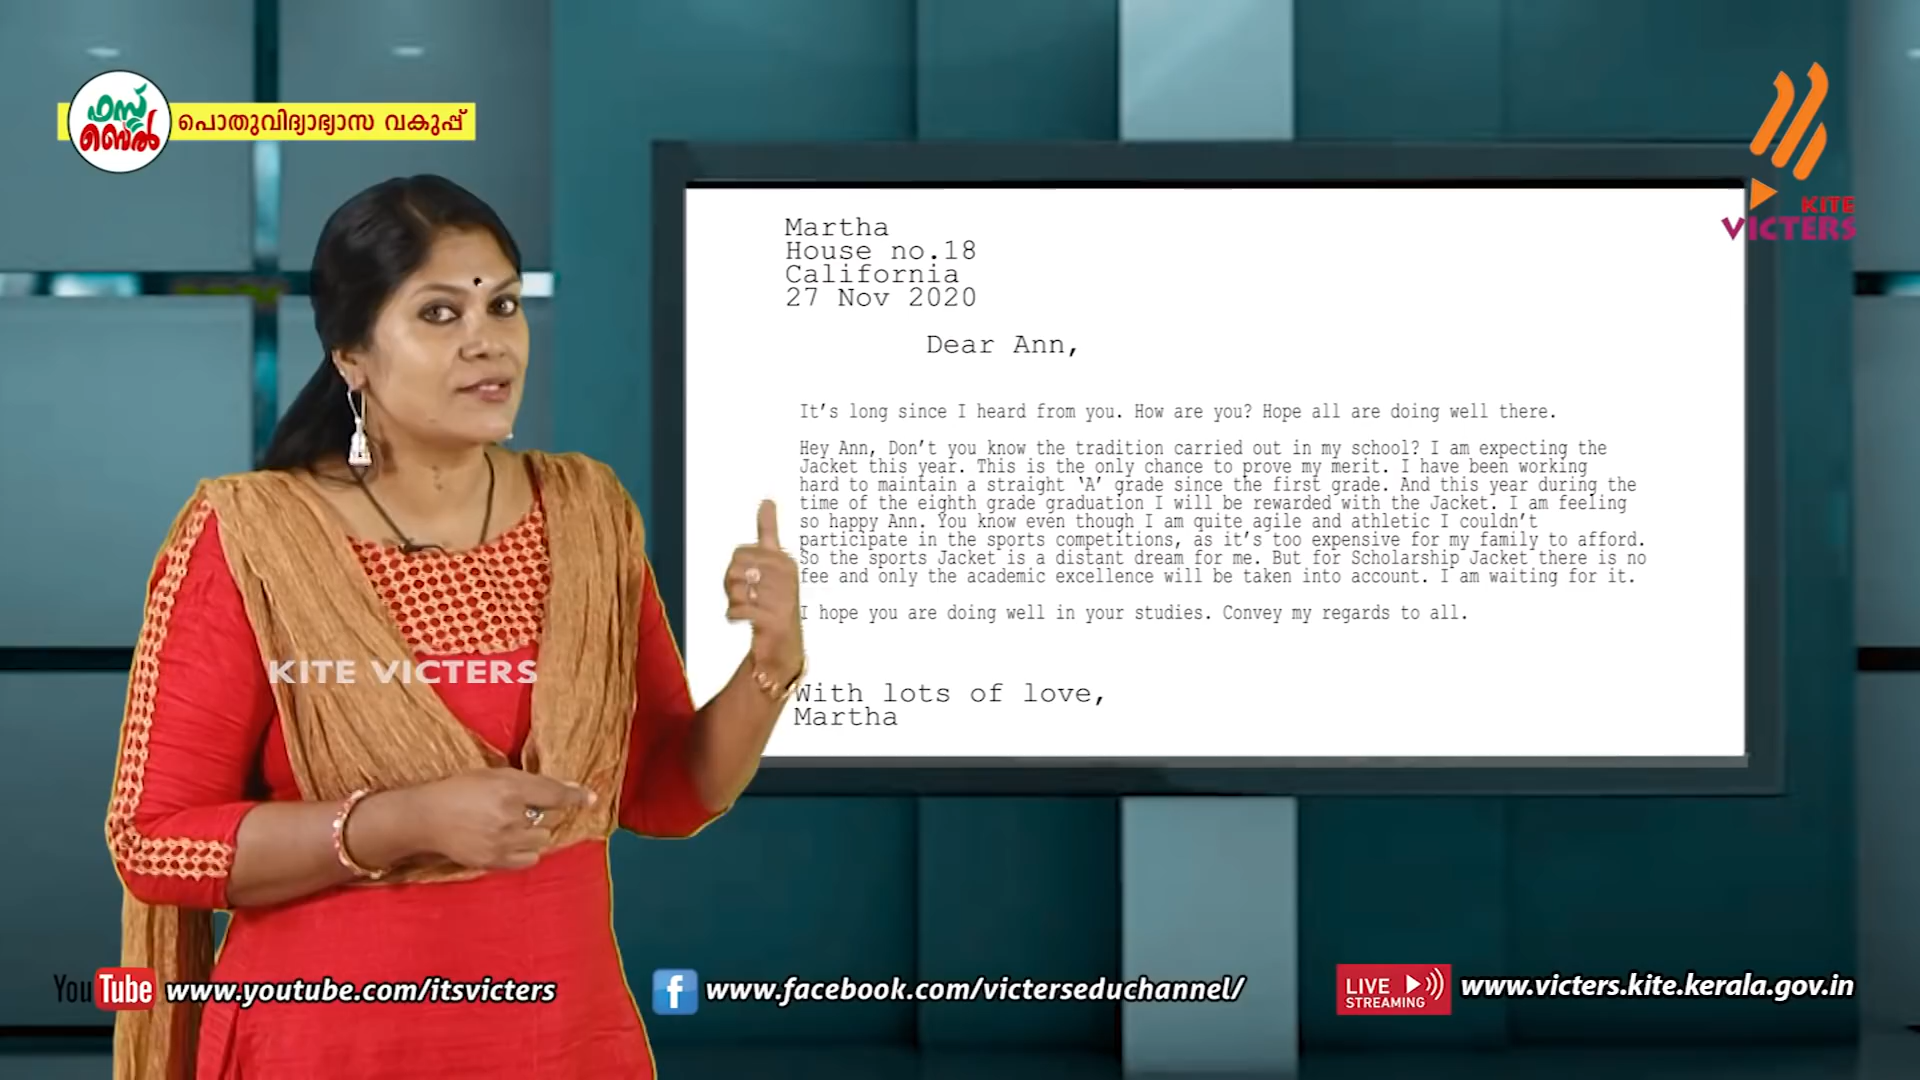 ഫസ്റ്റ്
ബെൽ
പൊതുവിദ്യാഭ്യാസ വകുപ്പ്
KITE
VICTERS
Martha
House no.18
California
27 Nov 2020
Dear Ann,
It's long since I heard from you. How are you? Hope all are doing well there.
Hey Ann, Don't you know the tradition carried out in my school? I am expecting the
Jacket this year. This is the only chance to prove my merit. I have been working
hard to maintain a straight ‘A’ grade since the first grade. And this year during the
time of the eighth grade graduation I will be rewarded with the Jacket. I am feeling
so happy Ann. You know even though I am quite agile and athletic I couldn't
participate in the sports competitions, as it's too expensive for my family to afford.
So the sports Jacket is a distant dream for me. But for Scholarship Jacket there is no
fee and only the academic excellence will be taken into account. I am waiting for it.
I hope you are doing well in your studies. Convey my regards to all.
With lots of love,
Martha
KITE VICTERS
YouTube www.youtube.com/itsvicters
f www.facebook.com/victerseduchannel/
LIVE
STREAMING
www.victers.kite.kerala.gov.in